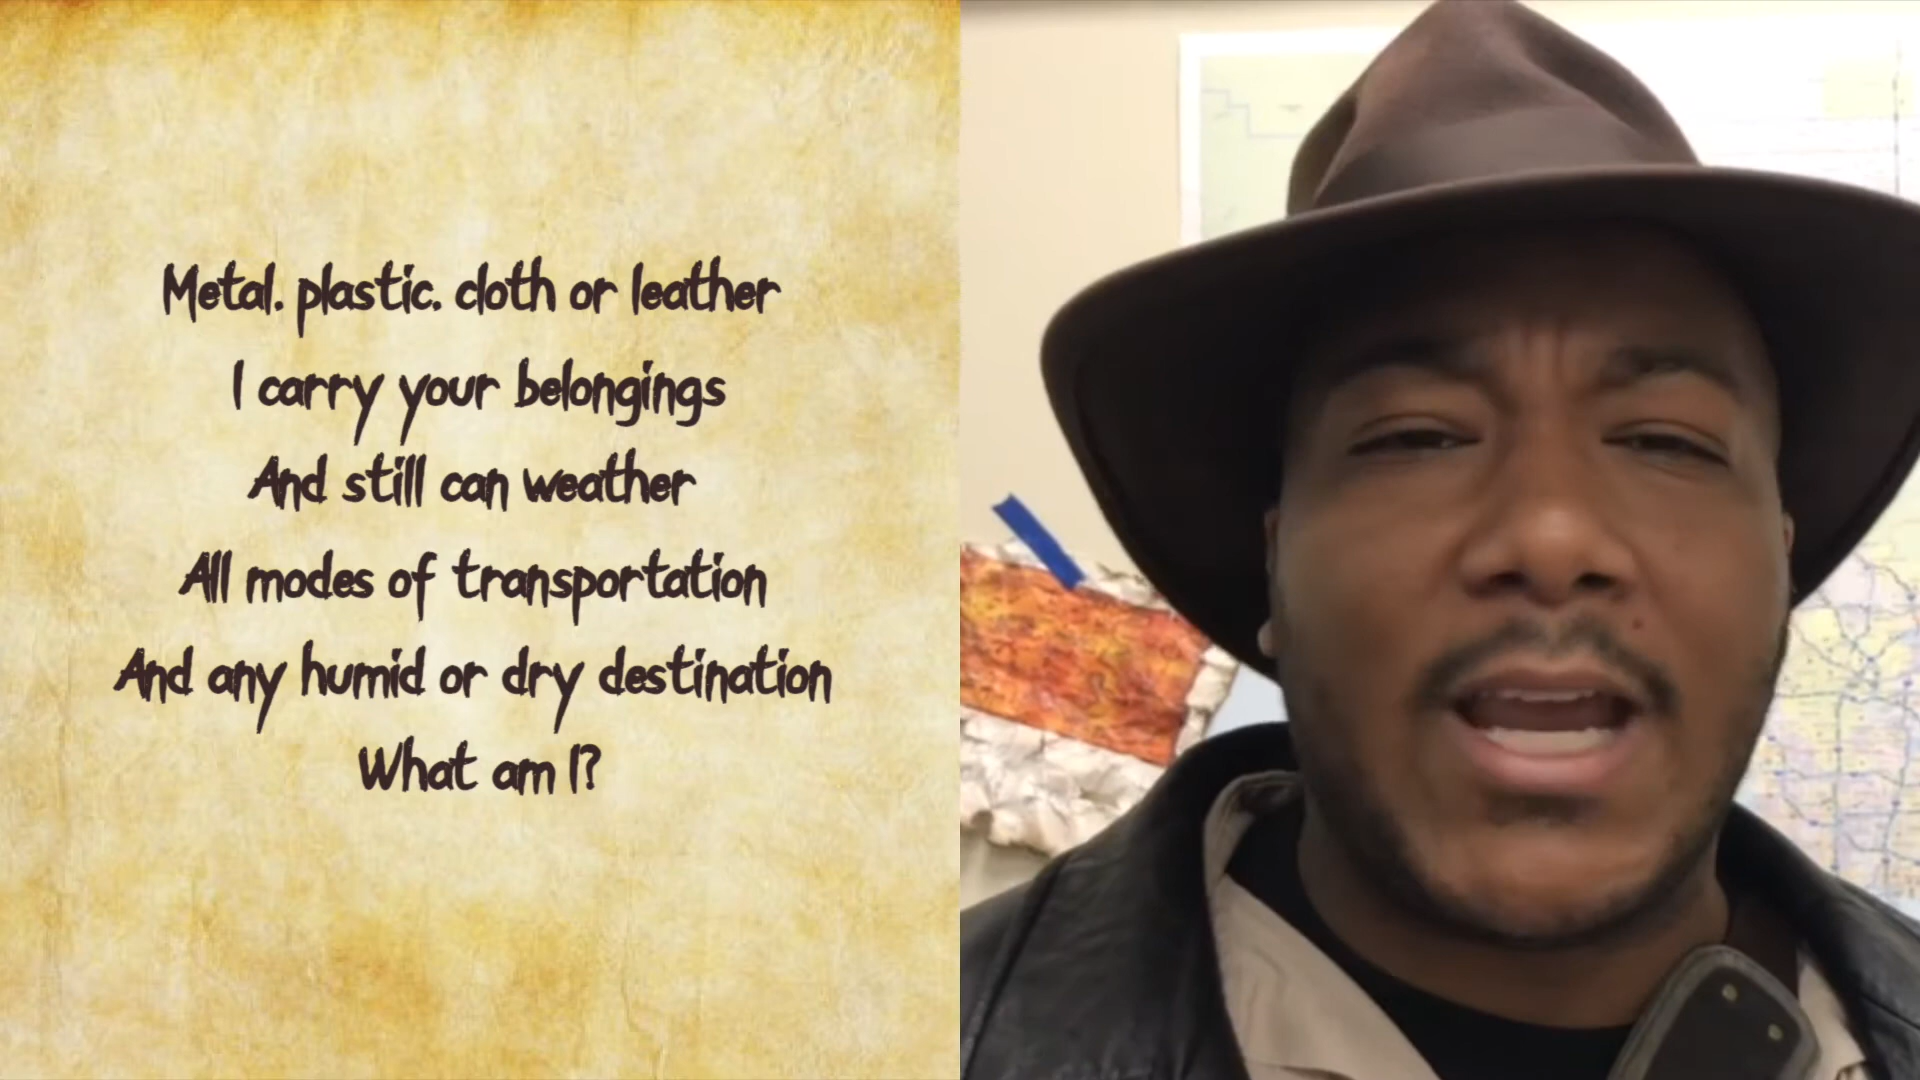 Metal. plastic. cloth or leather
I carry your belongings
And still can weather
All modes of transportation
And any humid or dry destination
What am I?